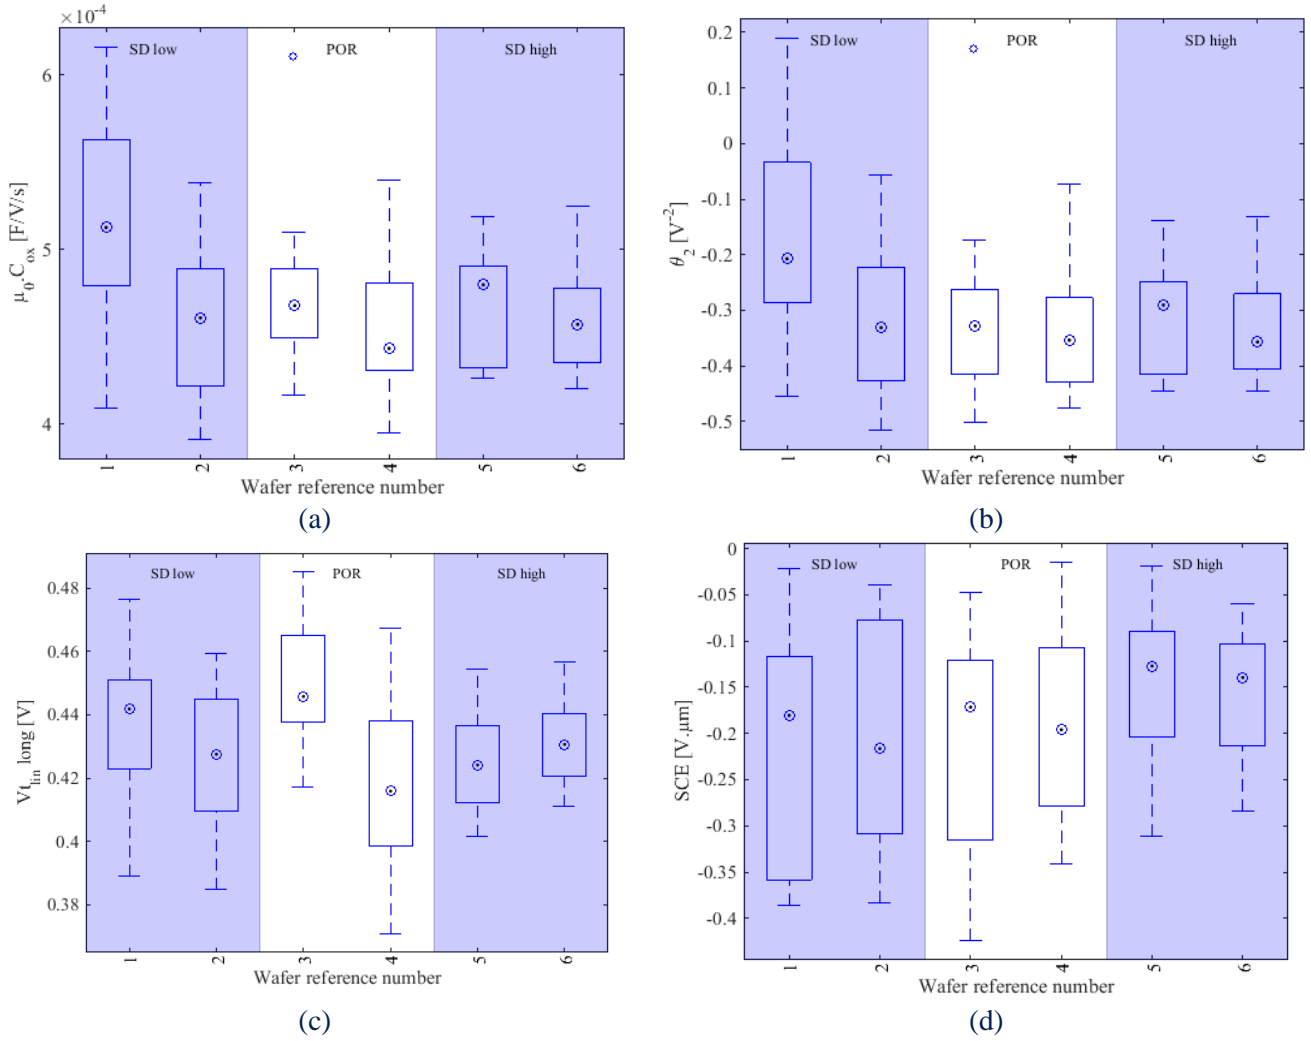 ×10⁻⁴
SD low
POR
SD high
6
5
4
μ₀.Cₒₓ [F/V/s]
1 2 3 4 5 6
Wafer reference number
(a)
SD low
POR
SD high
0.2
0.1
0
-0.1
-0.2
-0.3
-0.4
-0.5
θ₂ [V⁻²]
1 2 3 4 5 6
Wafer reference number
(b)
SD low
POR
SD high
0.48
0.46
0.44
0.42
0.4
0.38
Vtₗᵢₙ long [V]
1 2 3 4 5 6
Wafer reference number
(c)
SD low
POR
SD high
0
-0.05
-0.1
-0.15
-0.2
-0.25
-0.3
-0.35
-0.4
SCE [V.μm]
1 2 3 4 5 6
Wafer reference number
(d)